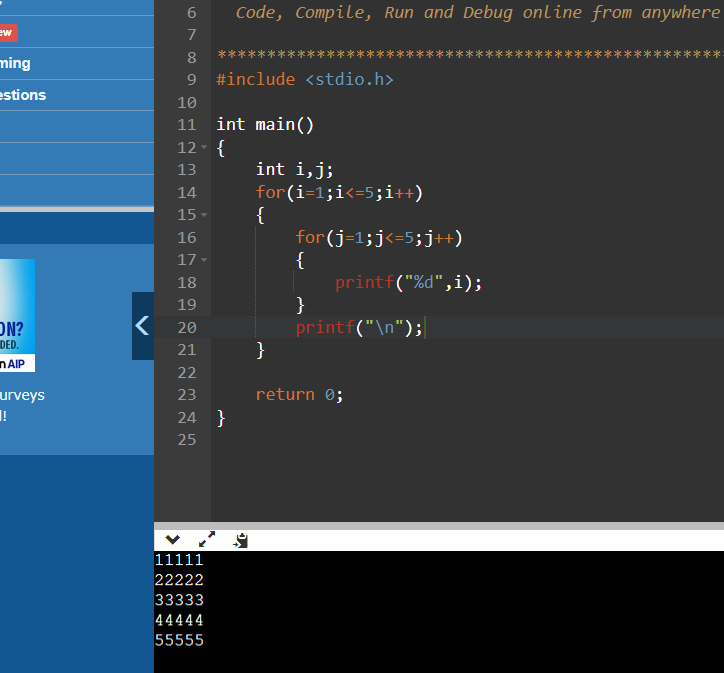 ew
ming
estions
ON?
DED.
n AIP
urveys
!
6 Code, Compile, Run and Debug online from anywhere
7
8 *******************************************************
9 #include <stdio.h>
10
11 int main()
12 {
13 int i,j;
14 for(i=1;i<=5;i++)
15 {
16 for(j=1;j<=5;j++)
17 {
18 printf("%d",i);
19 }
20 printf("\n");
21 }
22
23 return 0;
24 }
25
11111
22222
33333
44444
55555